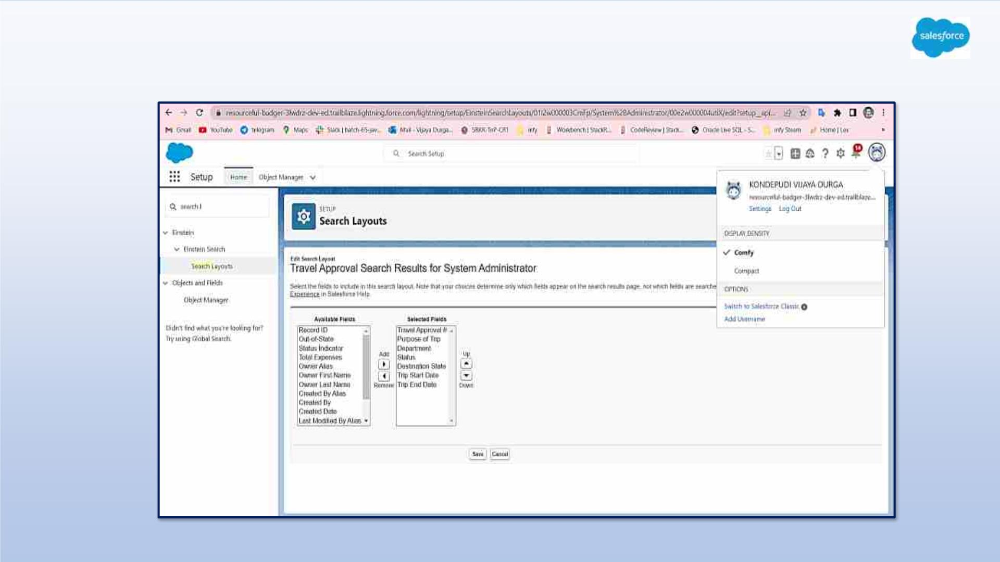 salesforce
resourceful-badger-3lwdrz-dev-ed.trailblaze.lightning.force.com/lightning/setup/EinsteinSearchLayouts/
Gmail YouTube Telegram Maps Slack | batch-65-jav... Mail - Vijaya Durga... SRKR-TnP-CRT infy Workbench | StackR... CodeReview | Stack... Oracle Live SQL - S... Home | Lex
Search Setup
Setup Home Object Manager
KONDEPUDI VIJAYA DURGA
resourceful-badger-3lwdrz-dev-ed.trailblaze...
Settings Log Out
DISPLAY DENSITY
Comfy
Compact
OPTIONS
Switch to Salesforce Classic
Add Username
search l
Einstein
Einstein Search
Search Layouts
Objects and Fields
Object Manager
Didn't find what you're looking for?
Try using Global Search.
SETUP
Search Layouts
Edit Search Layout
Travel Approval Search Results for System Administrator
Select the fields to include in this search layout. Note that your choices determine only which fields appear on the search results page, not which fields are searche
Experience in Salesforce Help.
Available Fields
Record ID
Out-of-State
Status Indicator
Total Expenses
Owner Alias
Owner First Name
Owner Last Name
Created By Alias
Created By
Created Date
Last Modified By Alias
Add
Remove
Selected Fields
Travel Approval #
Purpose of Trip
Department
Status
Destination State
Trip Start Date
Trip End Date
Up
Down
Save Cancel